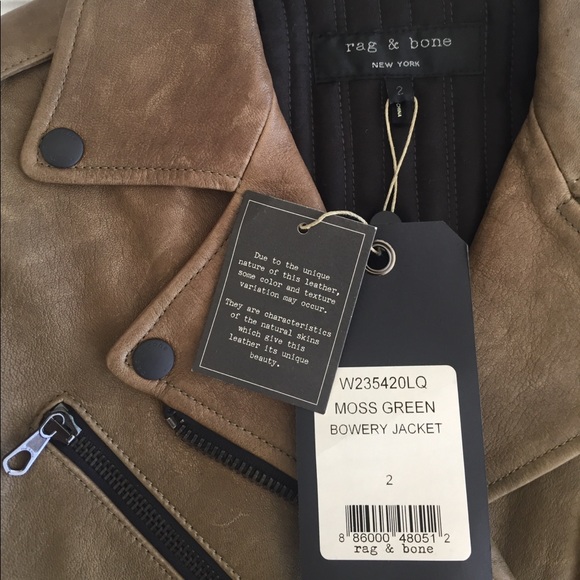 rag & bone
NEW YORK
2
Due to the unique
nature of this leather,
some color and texture
variation may occur.
They are characteristics
of the natural skins
which give this
leather its unique
beauty.
W235420LQ
MOSS GREEN
BOWERY JACKET
2
8 86000 48051 2
rag & bone